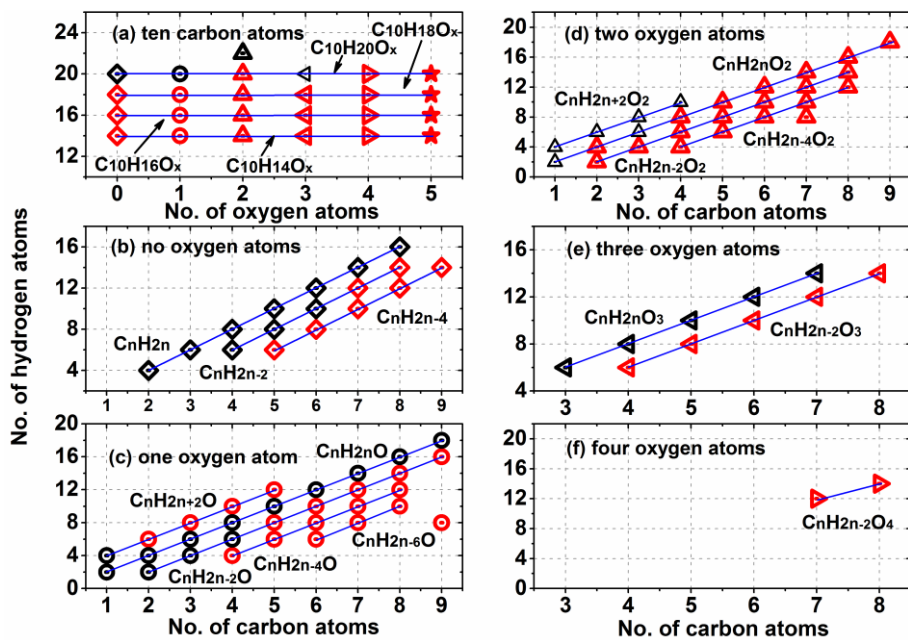 No. of hydrogen atoms
(a) ten carbon atoms
C10H20Ox
C10H18Ox
C10H16Ox
C10H14Ox
22
20
18
16
14
12
0 1 2 3 4 5
No. of oxygen atoms
(b) no oxygen atoms
CnH2n
CnH2n-2
CnH2n-4
16
12
8
4
1 2 3 4 5 6 7 8 9
(c) one oxygen atom
CnH2nO
CnH2n+2O
CnH2n-6O
CnH2n-4O
CnH2n-2O
20
16
12
8
4
0
1 2 3 4 5 6 7 8 9
No. of carbon atoms
(d) two oxygen atoms
CnH2nO2
CnH2n+2O2
CnH2n-4O2
CnH2n-2O2
20
16
12
8
4
0
1 2 3 4 5 6 7 8 9
No. of carbon atoms
(e) three oxygen atoms
CnH2nO3
CnH2n-2O3
16
12
8
4
3 4 5 6 7 8
(f) four oxygen atoms
CnH2n-2O4
20
16
12
8
4
0
3 4 5 6 7 8
No. of carbon atoms